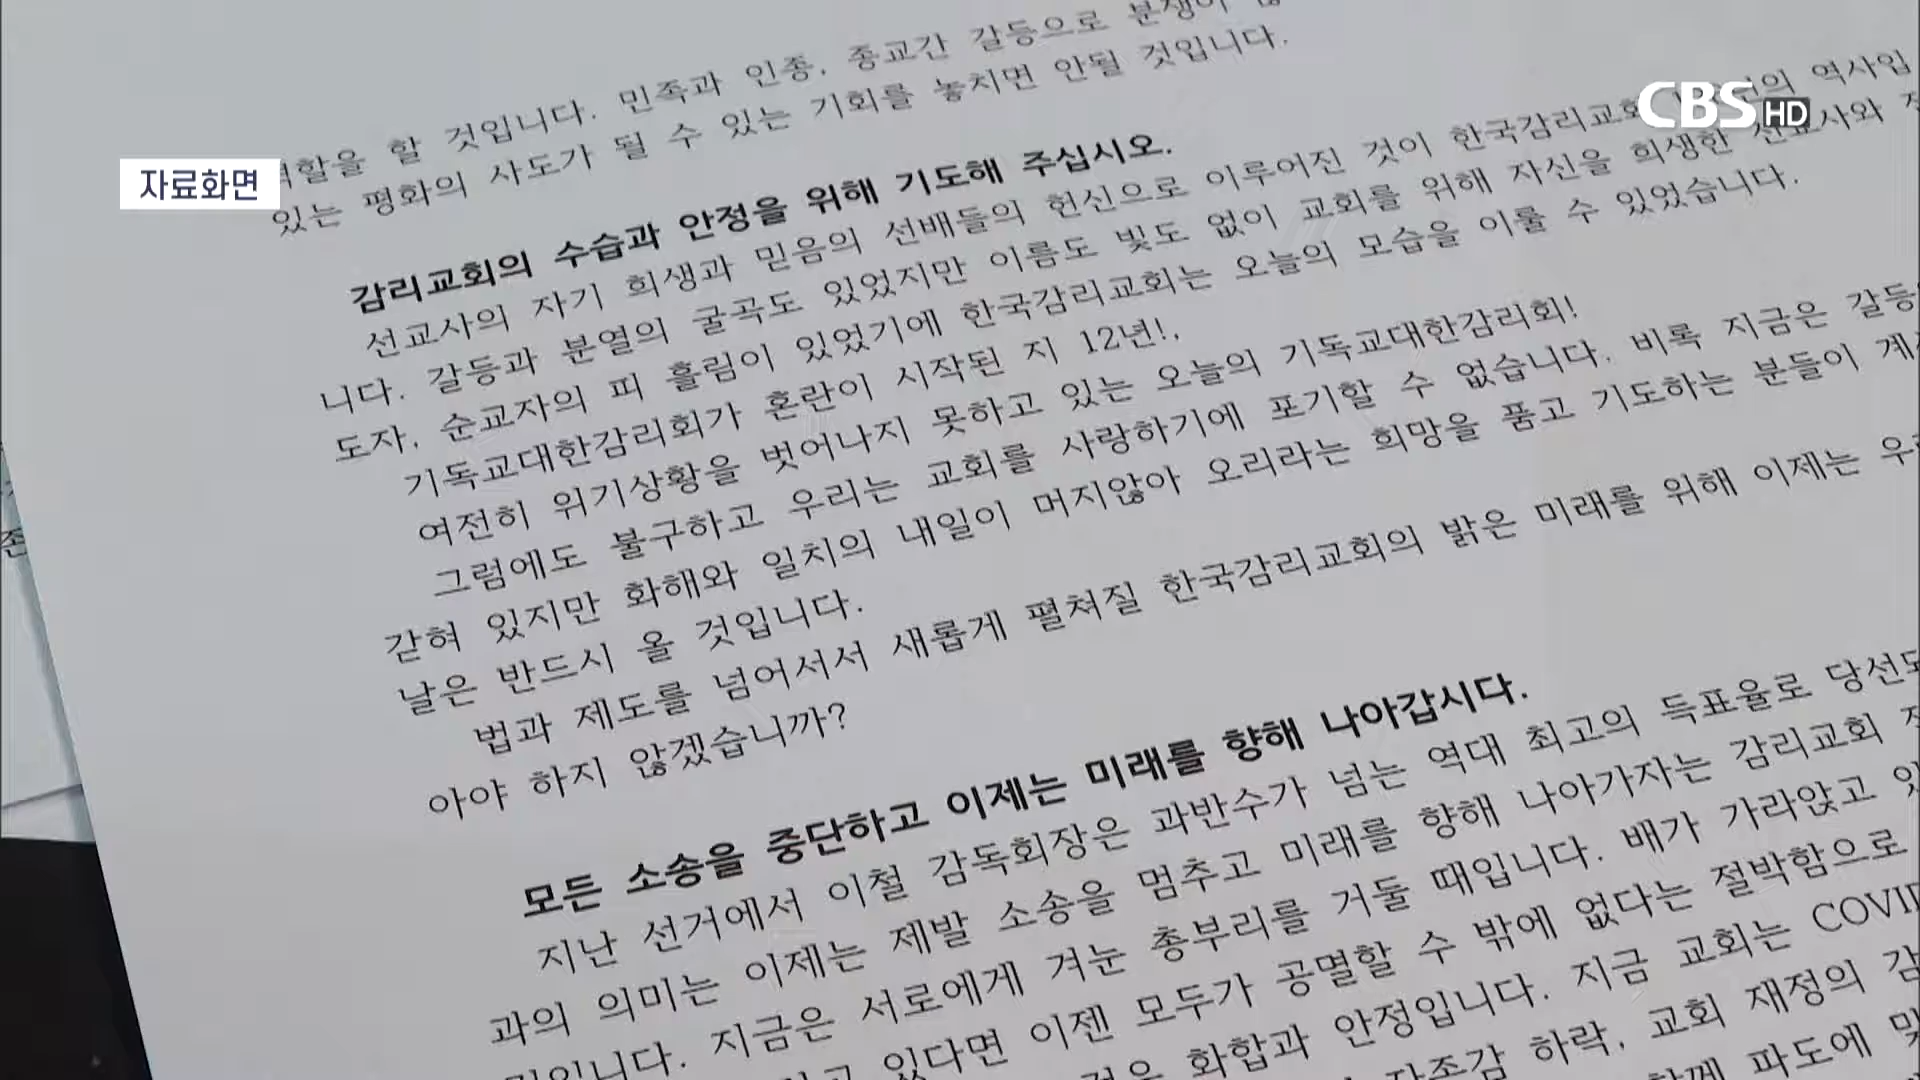 자료화면
CBS HD
할을 할 것입니다. 민족과 인종, 종교간 갈등으로 분쟁이
있는 평화의 사도가 될 수 있는 기회를 놓치면 안될 것입니다.
감리교회의 수습과 안정을 위해 기도해 주십시오.
선교사의 자기 희생과 믿음의 선배들의 헌신으로 이루어진 것이 한국감리교회 역사입
니다. 갈등과 분열의 굴곡도 있었지만 이름도 빛도 없이 교회를 위해 자신을 희생한 선교사와
도자, 순교자의 피 흘림이 있었기에 한국감리교회는 오늘의 모습을 이룰 수 있었습니다.
기독교대한감리회가 혼란이 시작된 지 12년!,
여전히 위기상황을 벗어나지 못하고 있는 오늘의 기독교대한감리회!
그럼에도 불구하고 우리는 교회를 사랑하기에 포기할 수 없습니다. 비록 지금은 갈등
갇혀 있지만 화해와 일치의 내일이 머지않아 오리라는 희망을 품고 기도하는 분들이
날은 반드시 올 것입니다.
법과 제도를 넘어서서 새롭게 펼쳐질 한국감리교회의 밝은 미래를 위해 이제는
아야 하지 않겠습니까?
모든 소송을 중단하고 이제는 미래를 향해 나아갑시다.
지난 선거에서 이철 감독회장은 과반수가 넘는 역대 최고의 득표율로
과의 의미는 이제는 제발 소송을 멈추고 미래를 향해 나아가자는 감리교회
입니다. 지금은 서로에게 겨눈 총부리를 거둘 때입니다. 배가 가라앉고
있다면 이젠 모두가 공멸할 수 밖에 없다는 절박함으로
화합과 안정입니다. 지금 교회는
자존감 하락, 교회 재정의
파도에